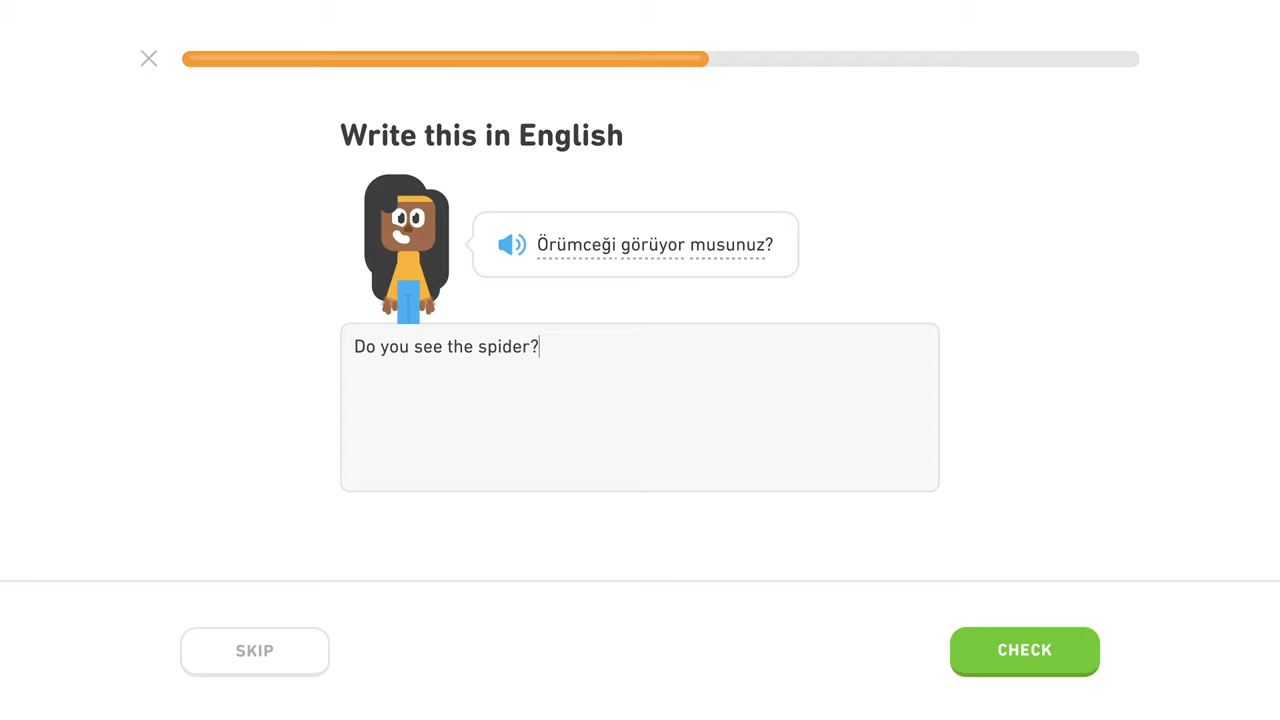 Write this in English
Örümceği görüyor musunuz?
Do you see the spider?
SKIP
CHECK